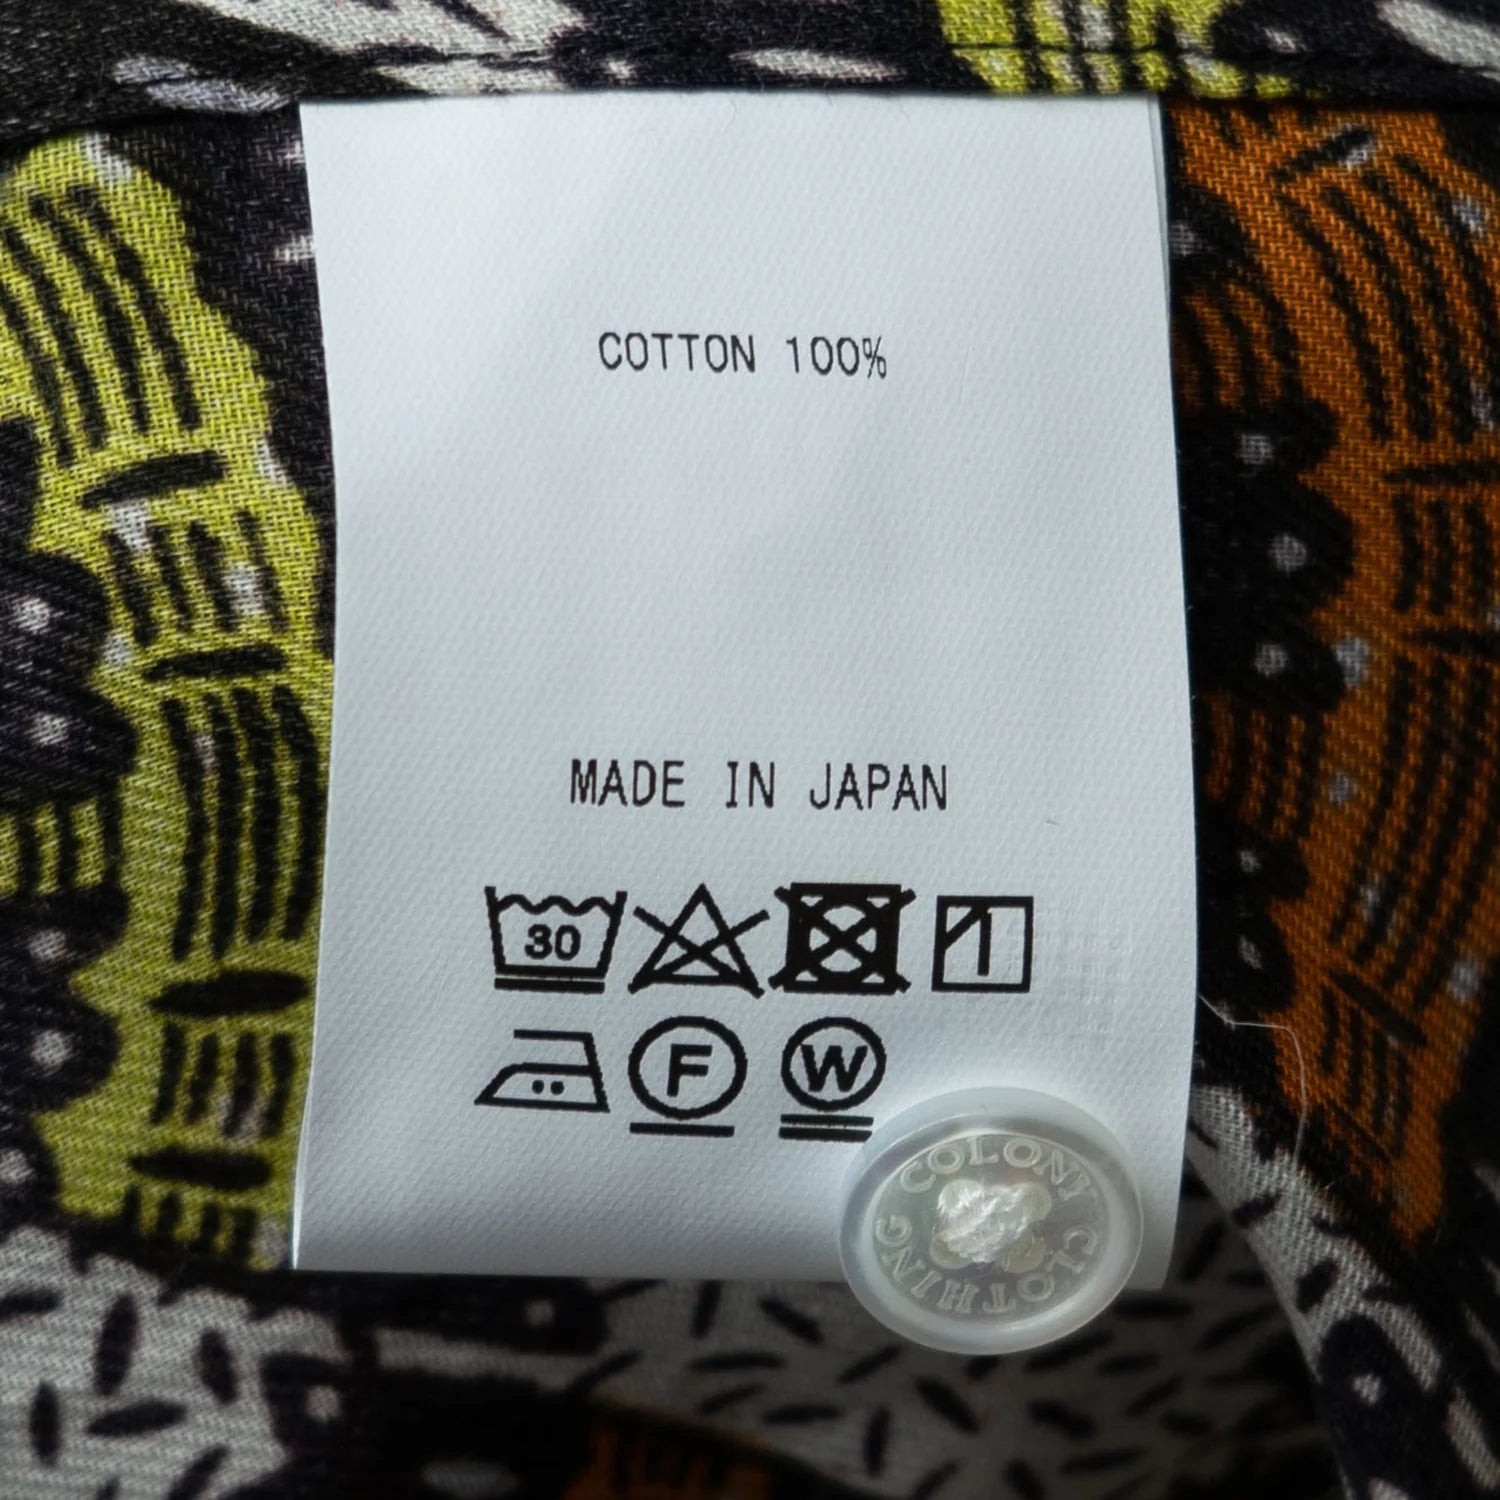 COTTON 100%
MADE IN JAPAN
30
F
W
COLONY CLOTHING